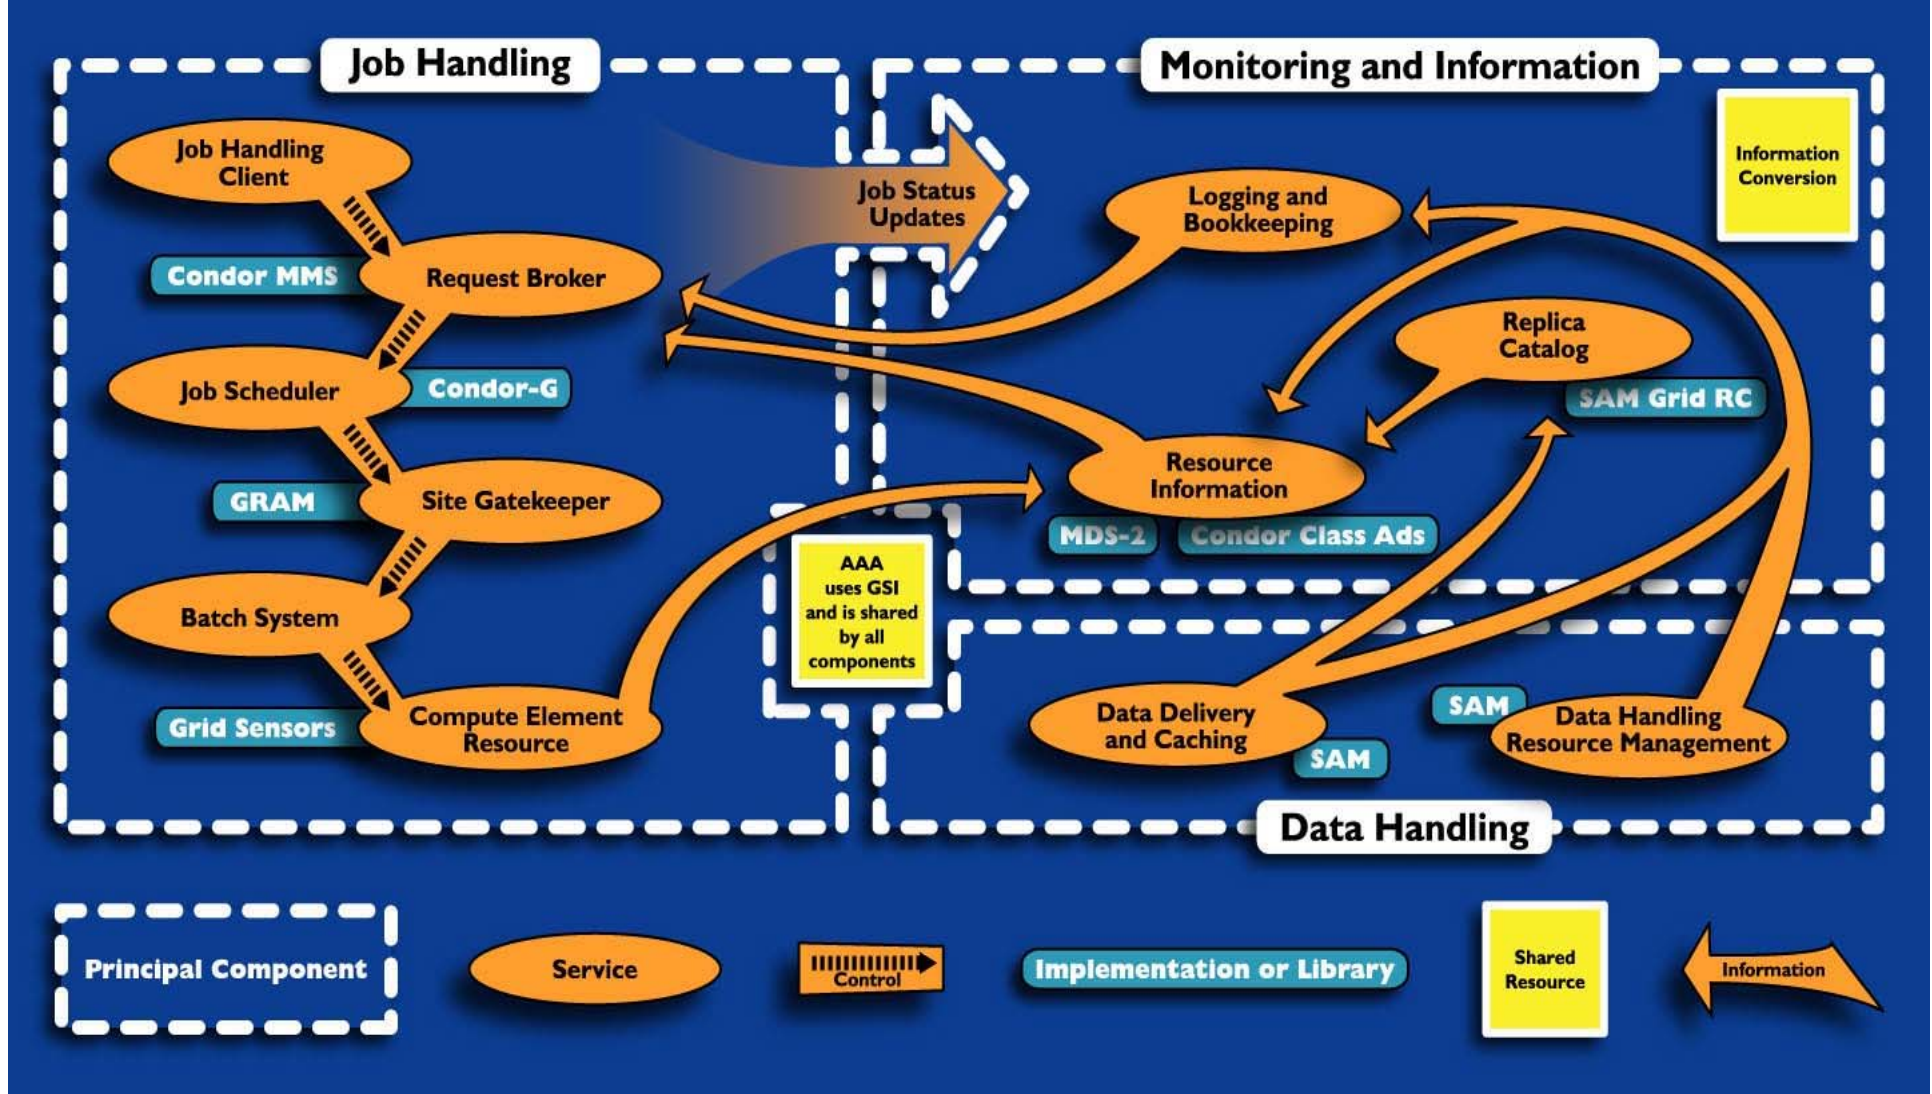 Job Handling
Monitoring and Information
Job Handling
Client
Condor MMS
Request Broker
Job Scheduler
Condor-G
GRAM
Site Gatekeeper
Batch System
Grid Sensors
Compute Element
Resource
Job Status
Updates
Logging and
Bookkeeping
Information
Conversion
Replica
Catalog
SAM Grid RC
Resource
Information
MDS-2
Condor Class Ads
AAA
uses GSI
and is shared
by all
components
Data Delivery
and Caching
SAM
SAM
Data Handling
Resource Management
Data Handling
Principal Component
Service
Control
Implementation or Library
Shared
Resource
Information